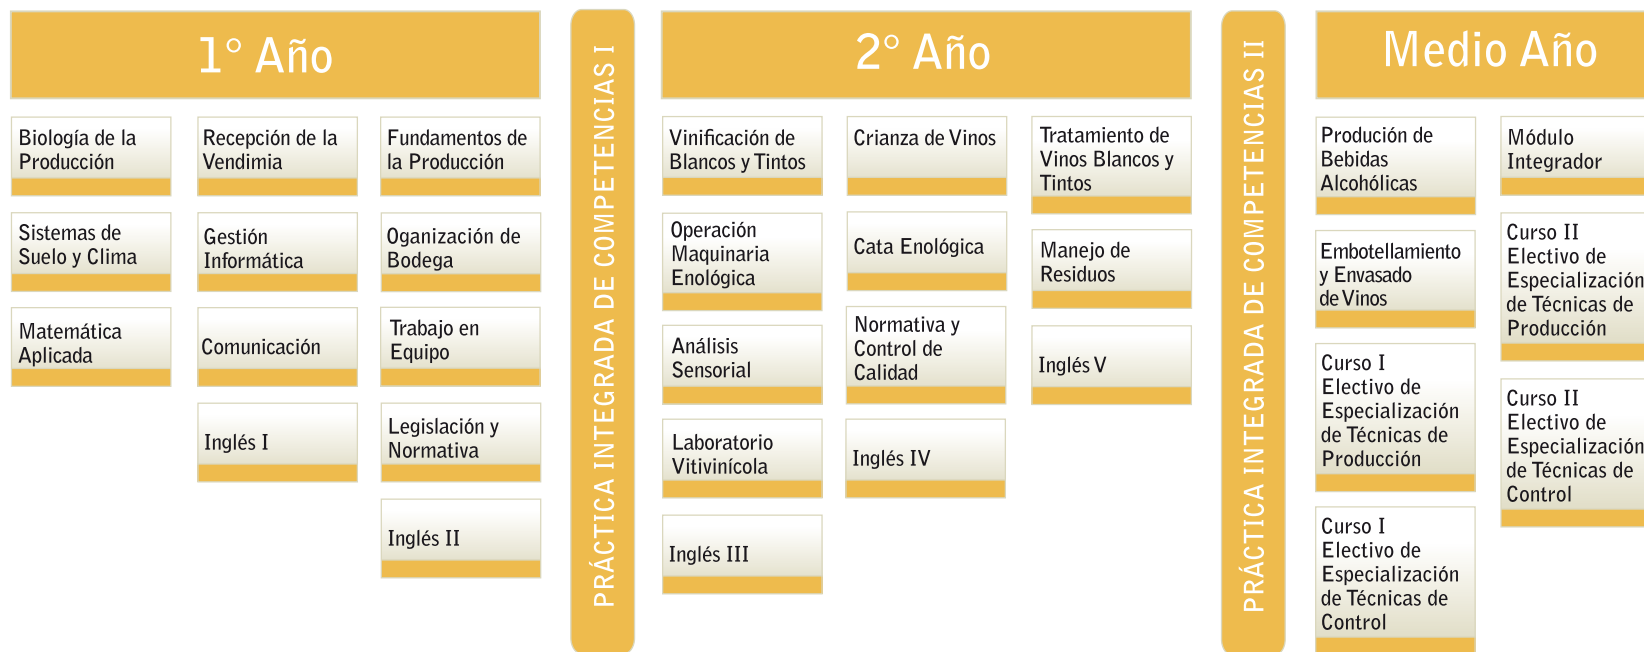 1° Año
Biología de la
Producción
Sistemas de
Suelo y Clima
Matemática
Aplicada
Recepción de la
Vendimia
Gestión
Informática
Comunicación
Inglés I
Fundamentos de
la Producción
Oganización de
Bodega
Trabajo en
Equipo
Legislación y
Normativa
Inglés II
PRÁCTICA INTEGRADA DE COMPETENCIAS I
2° Año
Vinificación de
Blancos y Tintos
Operación
Maquinaria
Enológica
Análisis
Sensorial
Laboratorio
Vitivinícola
Inglés III
Crianza de Vinos
Cata Enológica
Normativa y
Control de
Calidad
Inglés IV
Tratamiento de
Vinos Blancos y
Tintos
Manejo de
Residuos
Inglés V
PRÁCTICA INTEGRADA DE COMPETENCIAS II
Medio Año
Produción de
Bebidas
Alcohólicas
Embotellamiento
y Envasado
de Vinos
Curso I
Electivo de
Especialización
de Técnicas de
Producción
Curso I
Electivo de
Especialización
de Técnicas de
Control
Módulo
Integrador
Curso II
Electivo de
Especialización
de Técnicas de
Producción
Curso II
Electivo de
Especialización
de Técnicas de
Control